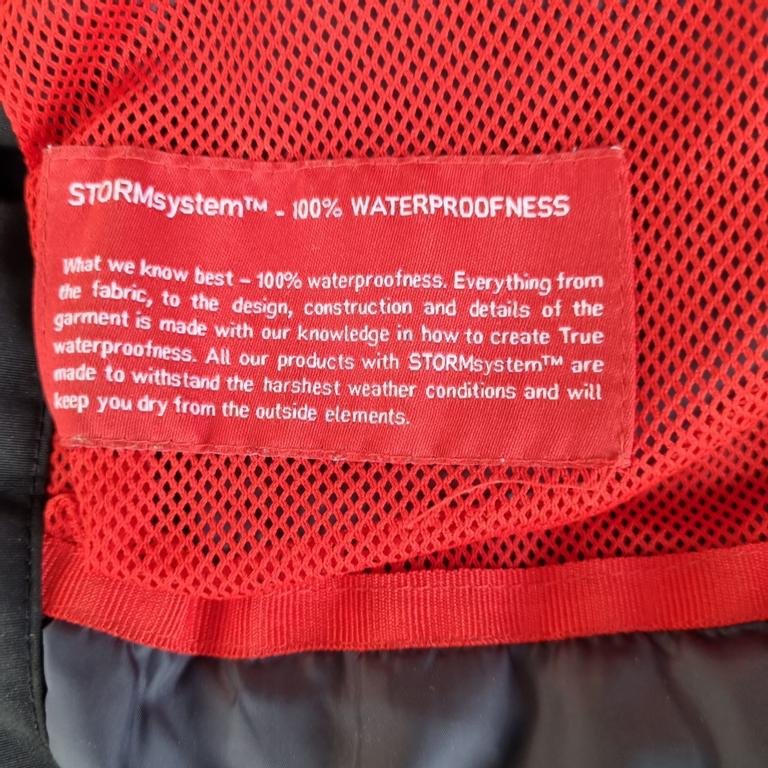 STORMsystem™ - 100% WATERPROOFNESS
What we know best – 100% waterproofness. Everything from
the fabric, to the design, construction and details of the
garment is made with our knowledge in how to create True
waterproofness. All our products with STORMsystem™ are
made to withstand the harshest weather conditions and will
keep you dry from the outside elements.